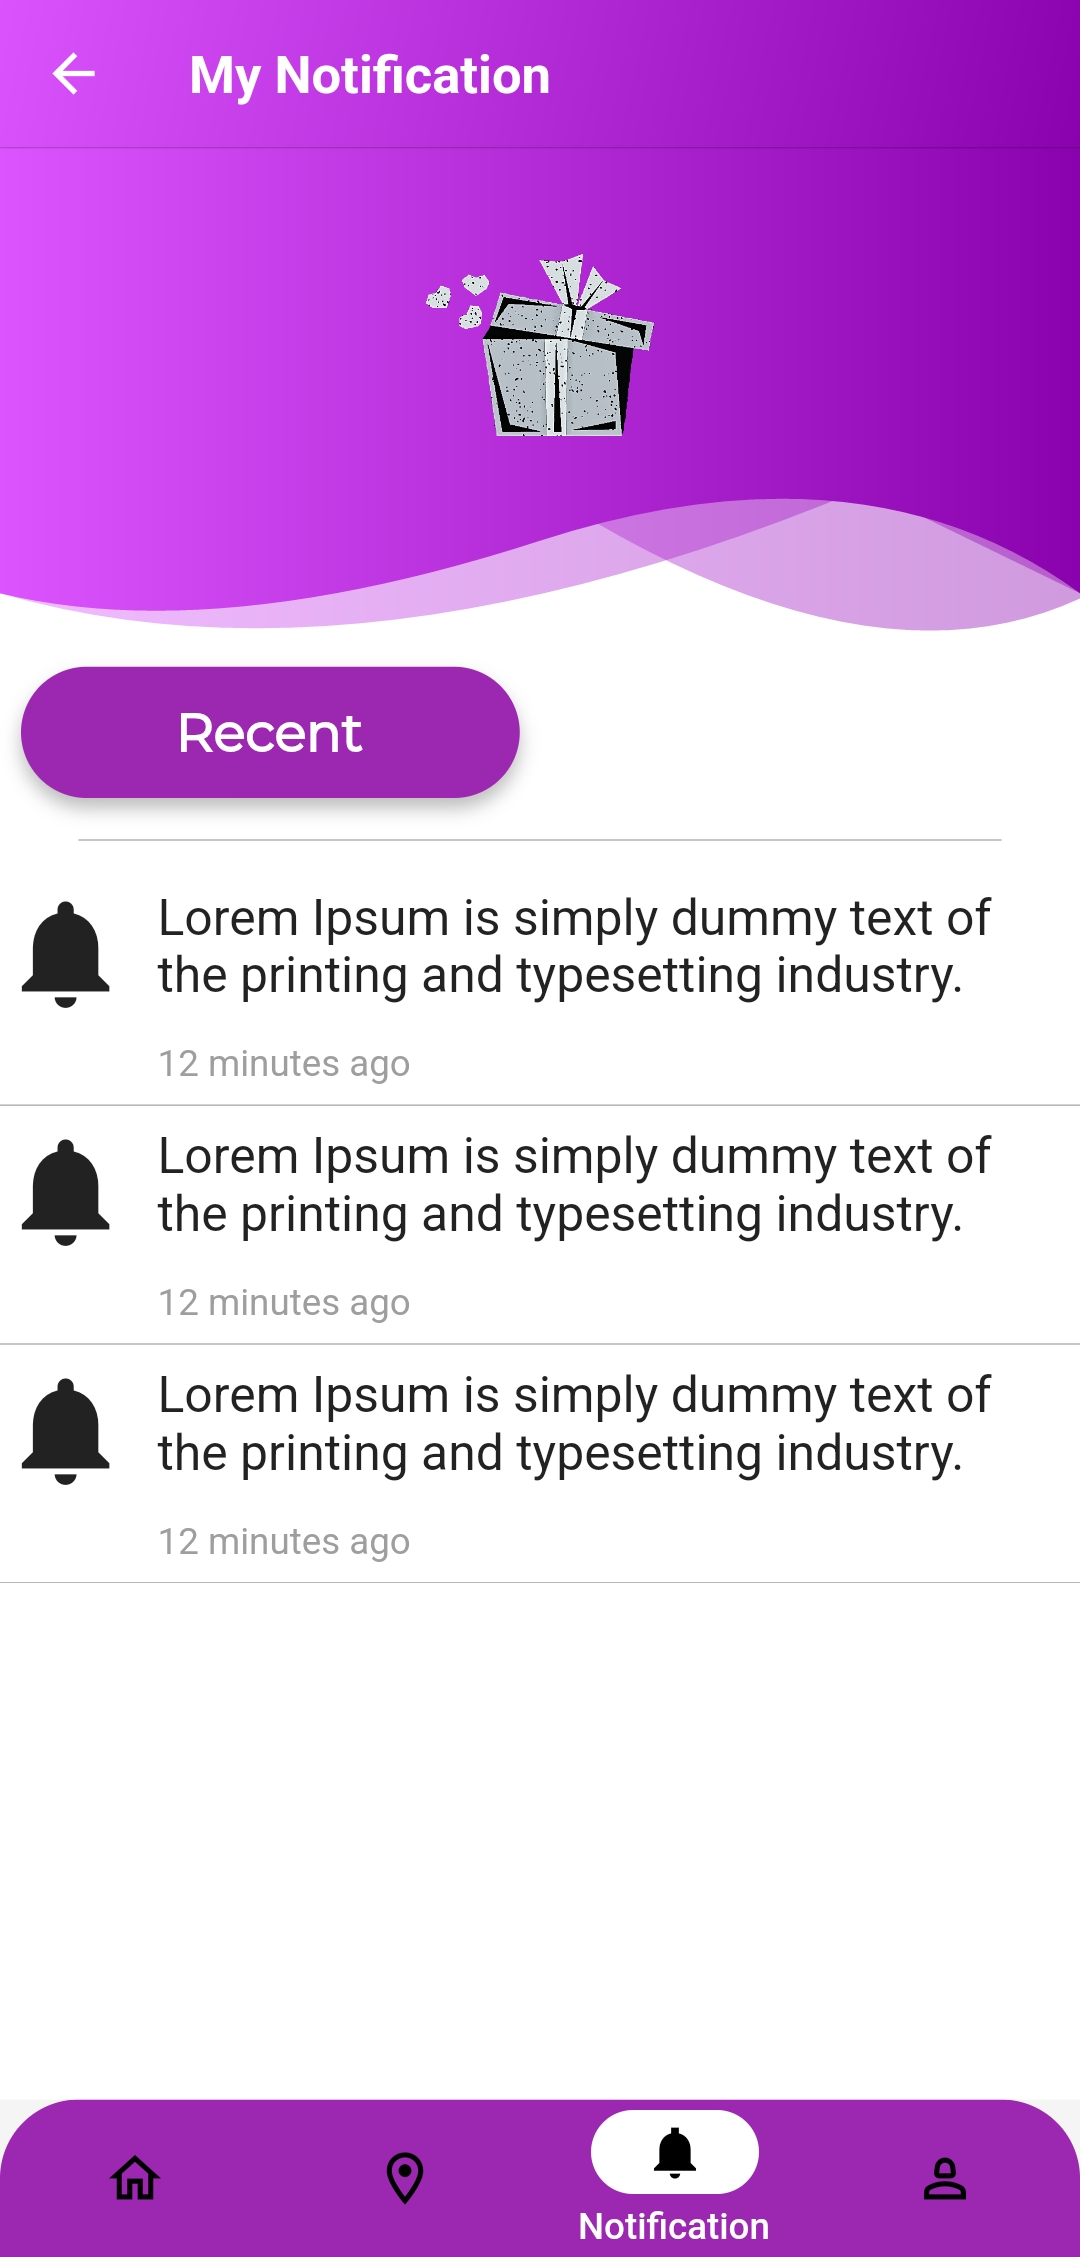 My Notification
Recent
Lorem Ipsum is simply dummy text of
the printing and typesetting industry.
12 minutes ago
Lorem Ipsum is simply dummy text of
the printing and typesetting industry.
12 minutes ago
Lorem Ipsum is simply dummy text of
the printing and typesetting industry.
12 minutes ago
Notification